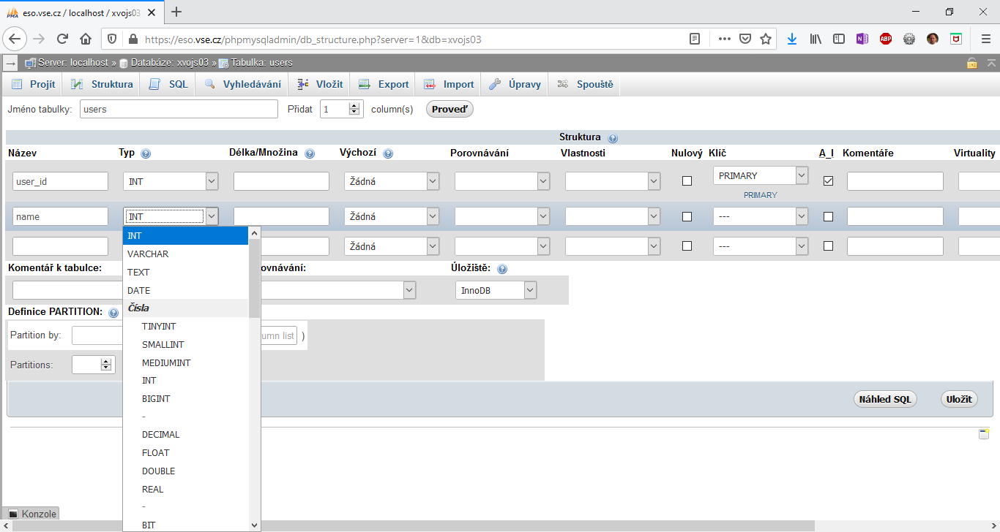 eso.vse.cz / localhost / xvojs03
https://eso.vse.cz/phpmysqladmin/db_structure.php?server=1&db=xvojs03
Server: localhost » Databáze: xvojs03 » Tabulka: users
Projít Struktura SQL Vyhledávání Vložit Export Import Úpravy Spouště
Jméno tabulky: users Přidat 1 column(s) Proveď
Struktura
Název Typ Délka/Množina Výchozí Porovnávání Vlastnosti Nulový Klíč A_I Komentáře Virtuality
user_id INT Žádná PRIMARY
PRIMARY
name INT Žádná ---
INT
Žádná ---
VARCHAR
Komentář k tabulce: ovnávání: Úložiště:
TEXT
DATE InnoDB
Čísla
Definice PARTITION:
TINYINT
Partition by: umn list )
SMALLINT
MEDIUMINT
Partitions:
INT
BIGINT Náhled SQL Uložit
-
DECIMAL
FLOAT
DOUBLE
REAL
-
Konzole
BIT
PMA
ABP
N